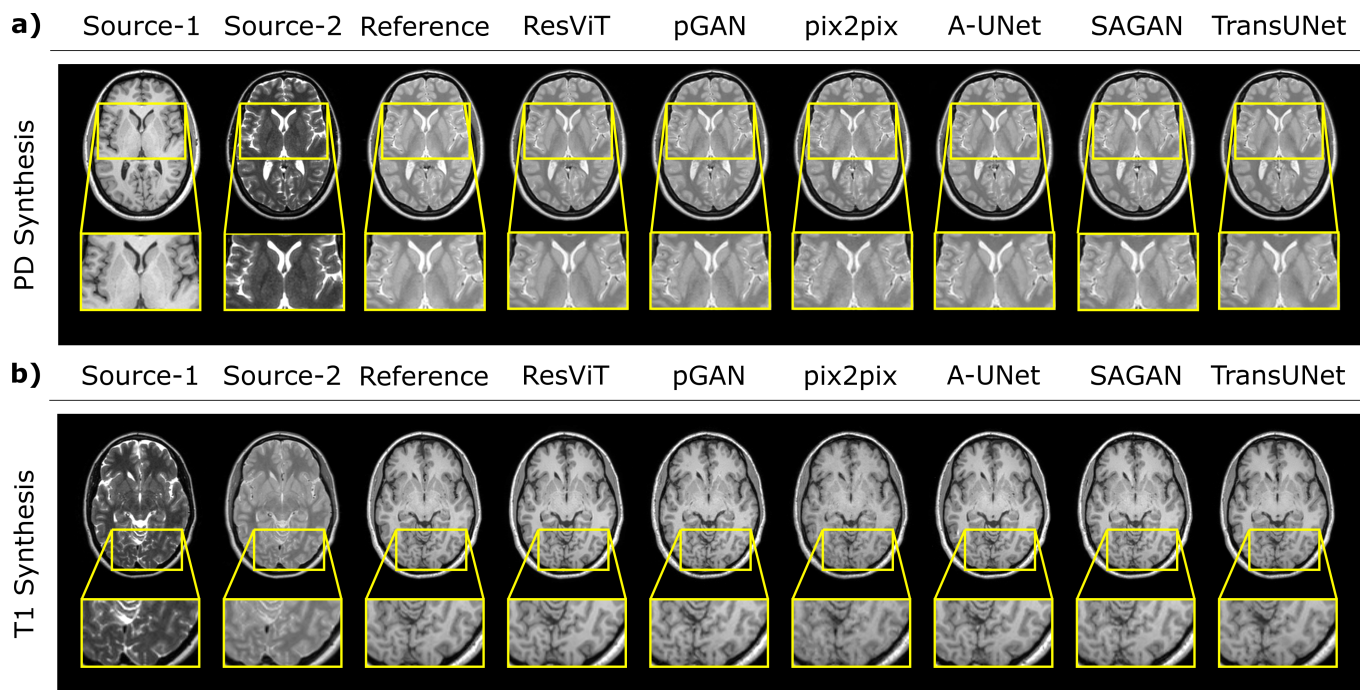 a) Source-1 Source-2 Reference ResViT pGAN pix2pix A-UNet SAGAN TransUNet
PD Synthesis
b) Source-1 Source-2 Reference ResViT pGAN pix2pix A-UNet SAGAN TransUNet
T1 Synthesis